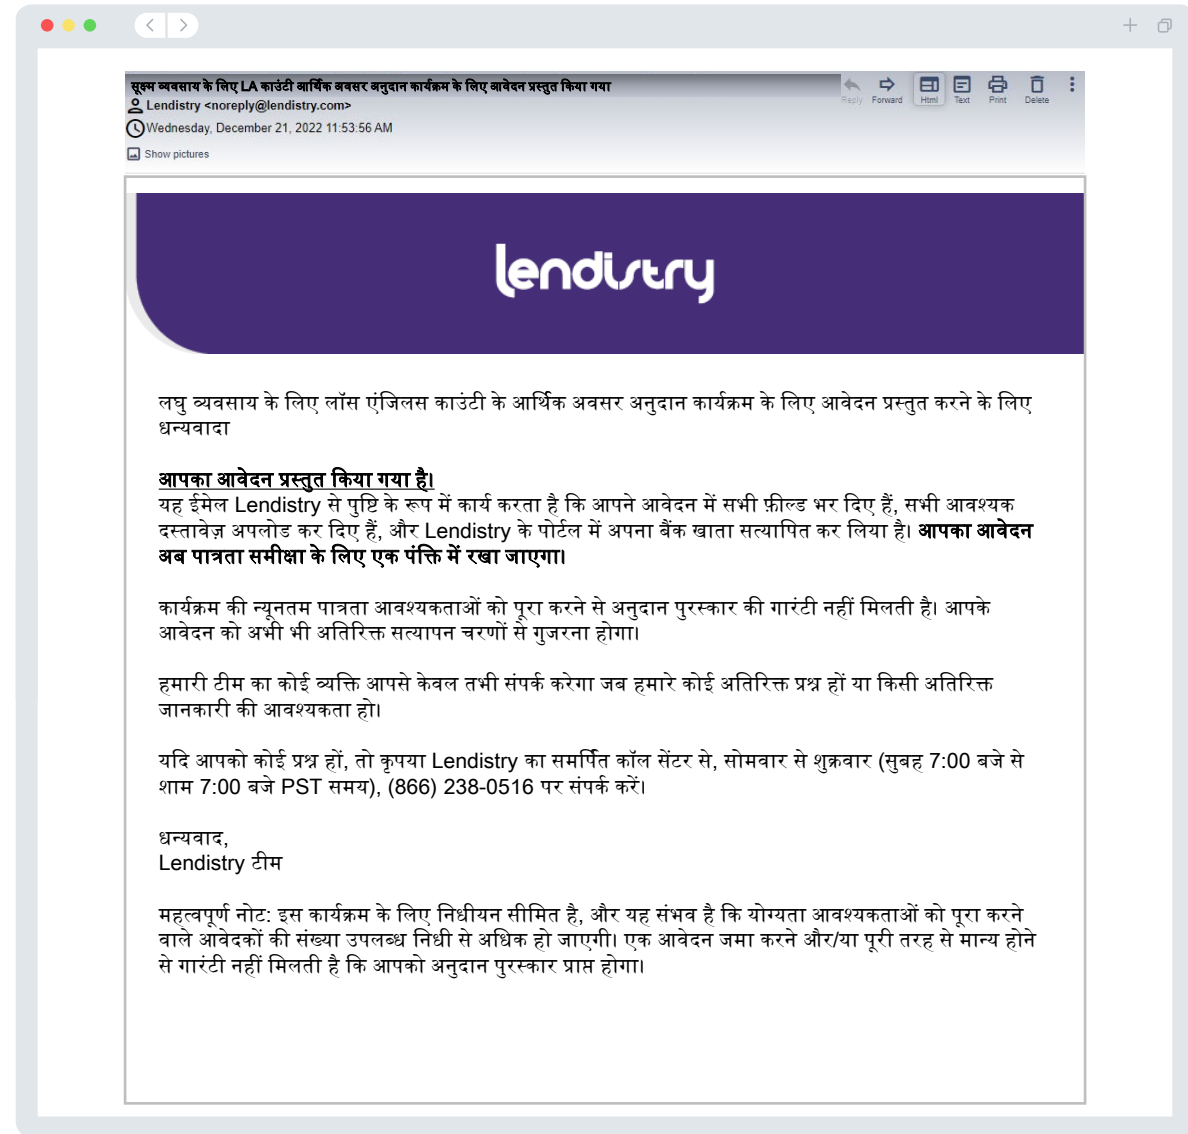 सूक्ष्म व्यवसाय के लिए LA काउंटी आर्थिक अवसर अनुदान कार्यक्रम के लिए आवेदन प्रस्तुत किया गया
Lendistry <noreply@lendistry.com>
Wednesday, December 21, 2022 11:53:56 AM
Show pictures
Reply Forward Html Text Print Delete
lendistry
लघु व्यवसाय के लिए लॉस एंजिलस काउंटी के आर्थिक अवसर अनुदान कार्यक्रम के लिए आवेदन प्रस्तुत करने के लिए
धन्यवादा
आपका आवेदन प्रस्तुत किया गया है।
यह ईमेल Lendistry से पुष्टि के रूप में कार्य करता है कि आपने आवेदन में सभी फ़ील्ड भर दिए हैं, सभी आवश्यक
दस्तावेज़ अपलोड कर दिए हैं, और Lendistry के पोर्टल में अपना बैंक खाता सत्यापित कर लिया है। आपका आवेदन
अब पात्रता समीक्षा के लिए एक पंक्ति में रखा जाएगा।
कार्यक्रम की न्यूनतम पात्रता आवश्यकताओं को पूरा करने से अनुदान पुरस्कार की गारंटी नहीं मिलती है। आपके
आवेदन को अभी भी अतिरिक्त सत्यापन चरणों से गुजरना होगा।
हमारी टीम का कोई व्यक्ति आपसे केवल तभी संपर्क करेगा जब हमारे कोई अतिरिक्त प्रश्न हों या किसी अतिरिक्त
जानकारी की आवश्यकता हो।
यदि आपको कोई प्रश्न हों, तो कृपया Lendistry का समर्पित कॉल सेंटर से, सोमवार से शुक्रवार (सुबह 7:00 बजे से
शाम 7:00 बजे PST समय), (866) 238-0516 पर संपर्क करें।
धन्यवाद,
Lendistry टीम
महत्वपूर्ण नोट: इस कार्यक्रम के लिए निधीयन सीमित है, और यह संभव है कि योग्यता आवश्यकताओं को पूरा करने
वाले आवेदकों की संख्या उपलब्ध निधी से अधिक हो जाएगी। एक आवेदन जमा करने और/या पूरी तरह से मान्य होने
से गारंटी नहीं मिलती है कि आपको अनुदान पुरस्कार प्राप्त होगा।